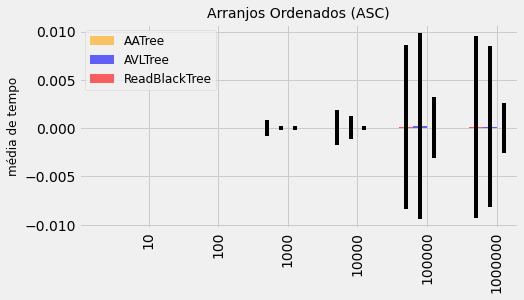 Arranjos Ordenados (ASC)
média de tempo
0.010
0.005
0.000
−0.005
−0.010
AATree
AVLTree
ReadBlackTree
10
100
1000
10000
100000
1000000